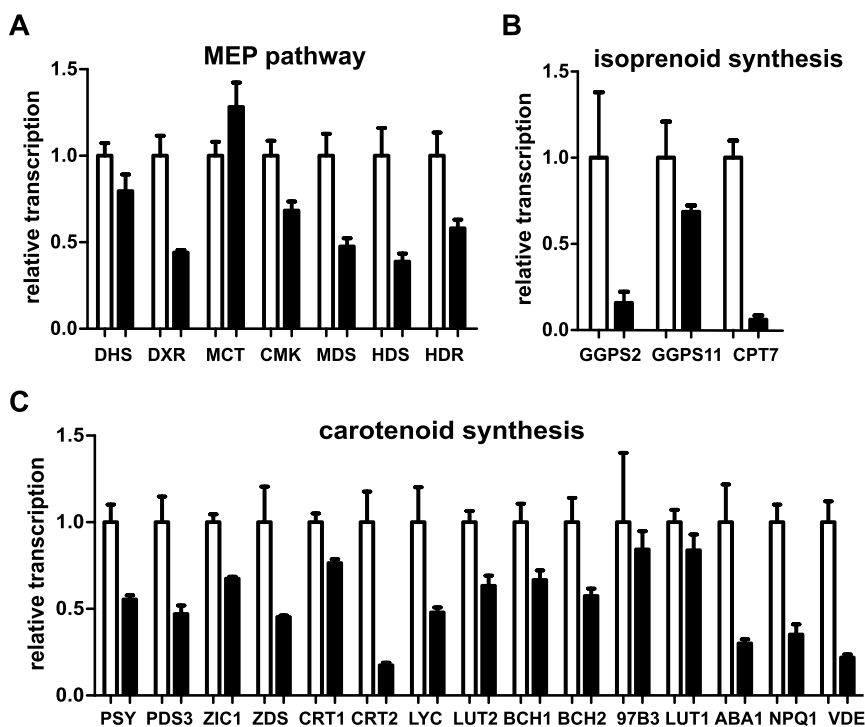 A
MEP pathway
relative transcription
1.5
1.0
0.5
0.0
DHS DXR MCT CMK MDS HDS HDR
B
isoprenoid synthesis
relative transcription
1.5
1.0
0.5
0.0
GGPS2 GGPS11 CPT7
C
carotenoid synthesis
relative transcription
1.5
1.0
0.5
0.0
PSY PDS3 ZIC1 ZDS CRT1 CRT2 LYC LUT2 BCH1 BCH2 97B3 LUT1 ABA1 NPQ1 VDE